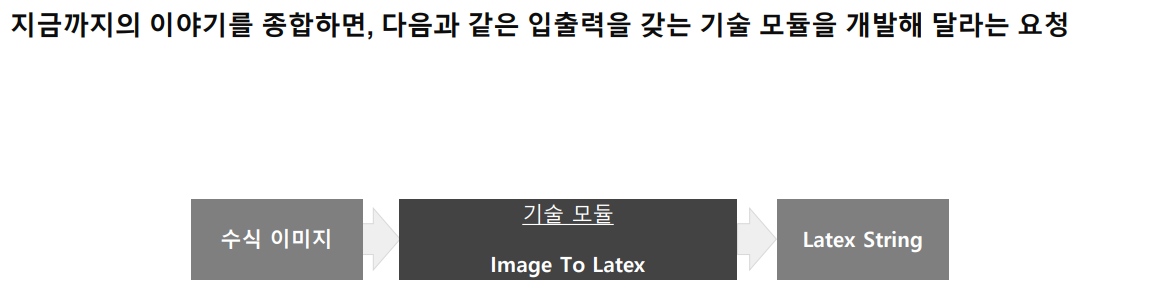 지금까지의 이야기를 종합하면, 다음과 같은 입출력을 갖는 기술 모듈을 개발해 달라는 요청
수식 이미지
기술 모듈
Image To Latex
Latex String